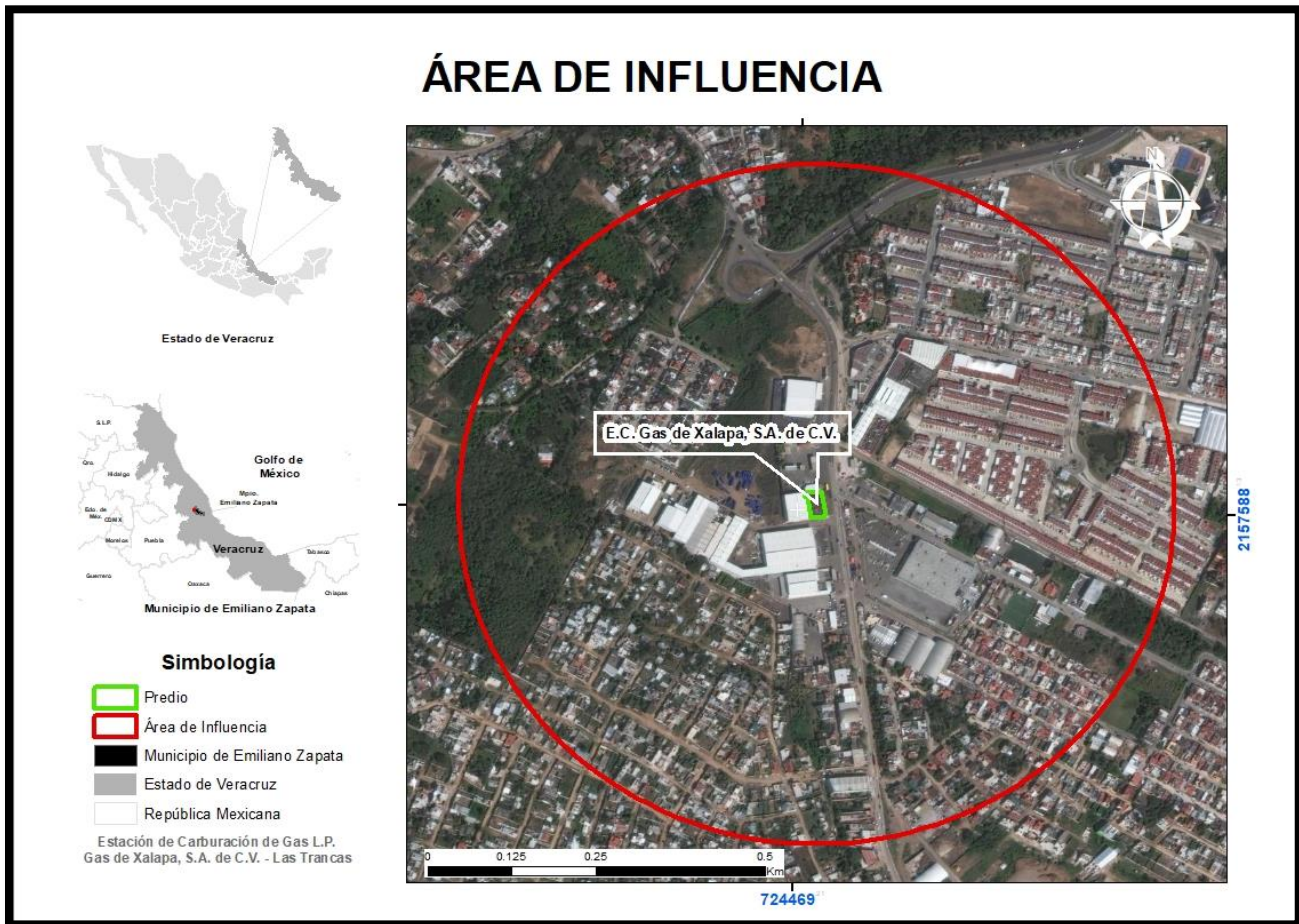 ÁREA DE INFLUENCIA
Estado de Veracruz
S.L.P.
Qro.
Hidalgo
Golfo de
México
Mpio.
Emiliano Zapata
Edo. de
Méx.
CDMX
Morelos
Puebla
Veracruz
Tabasco
Guerrero
Oaxaca
Chiapas
Municipio de Emiliano Zapata
Simbología
Predio
Área de Influencia
Municipio de Emiliano Zapata
Estado de Veracruz
República Mexicana
Estación de Carburación de Gas L.P.
Gas de Xalapa, S.A. de C.V. - Las Trancas
N
E.C. Gas de Xalapa, S.A. de C.V.
2157588
0 0.125 0.25 0.5
Km
724469